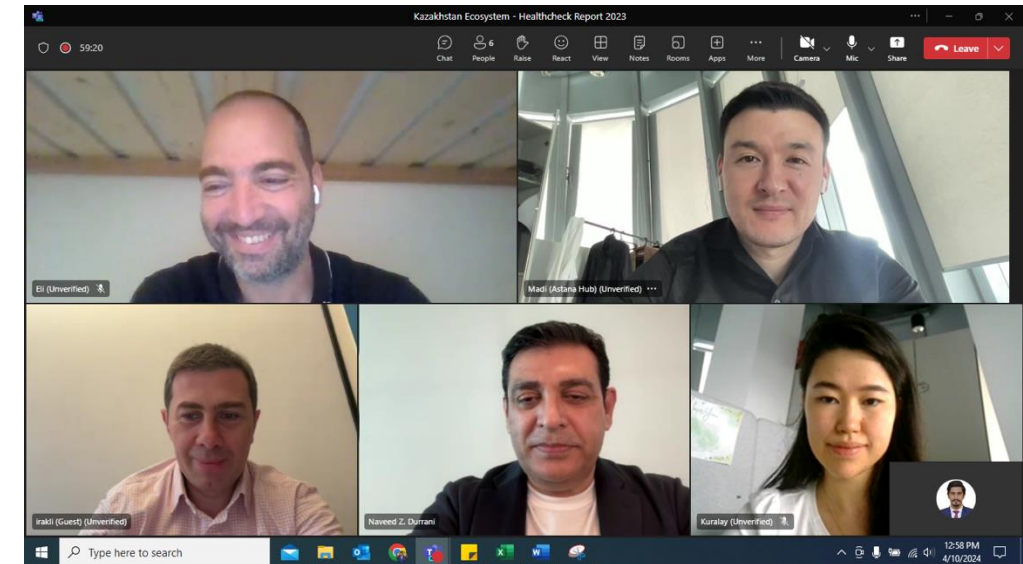 Kazakhstan Ecosystem - Healthcheck Report 2023
59:20
Chat
6
People
Raise
React
View
Notes
Rooms
Apps
More
Camera
Mic
Share
Leave
Eli (Unverified)
Madi (Astana Hub) (Unverified)
irakli (Guest) (Unverified)
Naveed Z. Durrani
Kuralay (Unverified)
Type here to search
12:58 PM
4/10/2024